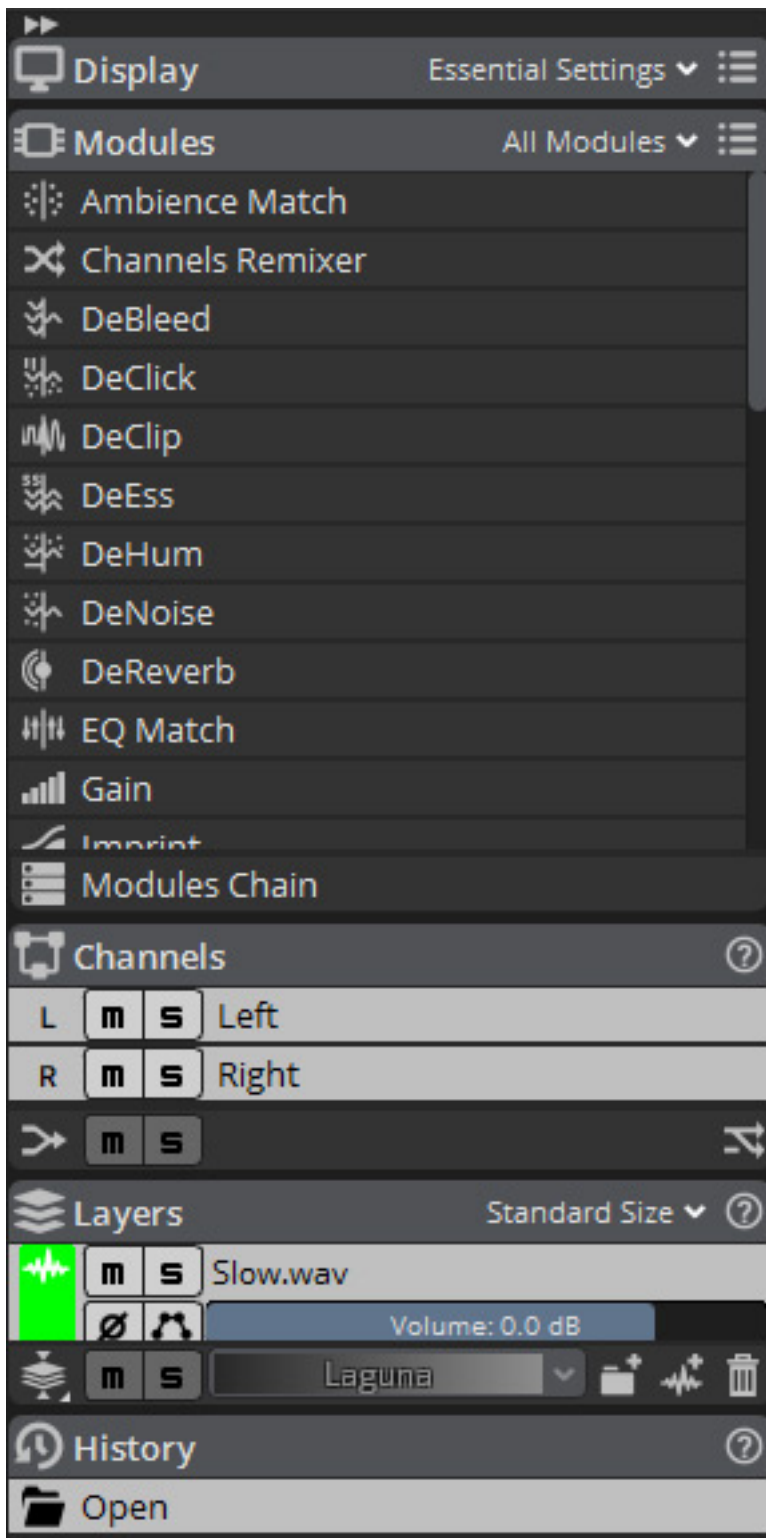 Display Essential Settings
Modules All Modules
Ambience Match
Channels Remixer
DeBleed
DeClick
DeClip
DeEss
DeHum
DeNoise
DeReverb
EQ Match
Gain
Imprint
Modules Chain
Channels
L m s Left
R m s Right
m s
Layers Standard Size
m s Slow.wav
Volume: 0.0 dB
m s Laguna
History
Open